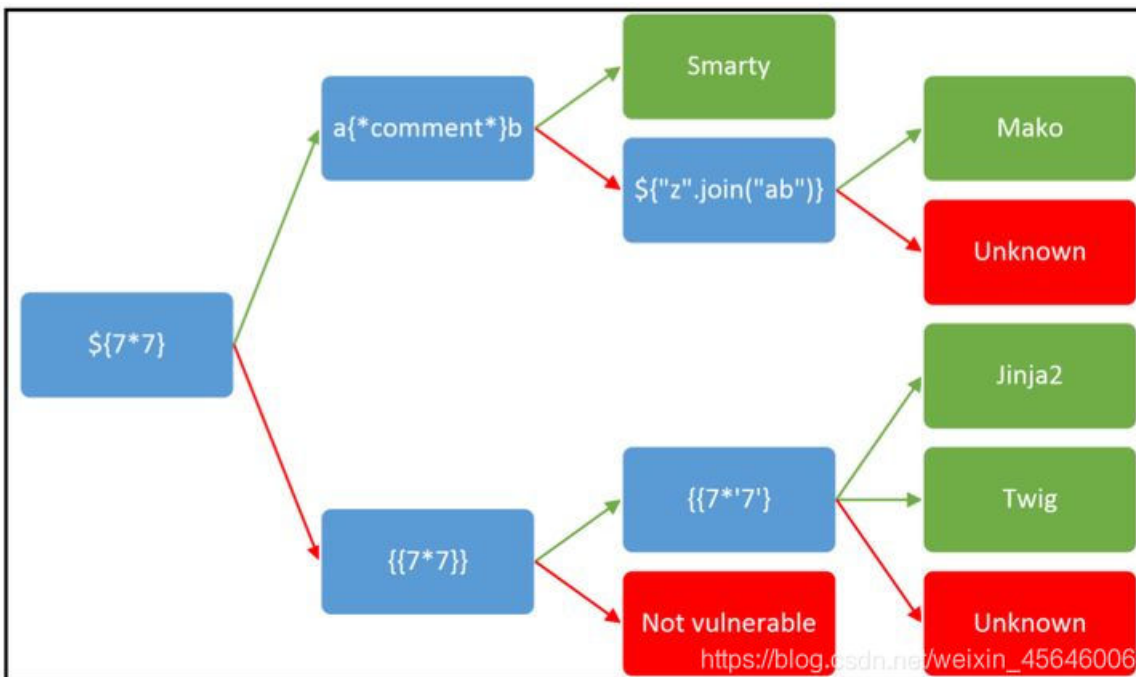 Smarty
a{*comment*}b
Mako
${"z".join("ab")}
Unknown
${7*7}
Jinja2
{{7*'7'}
Twig
{{7*7}}
Not vulnerable
Unknown
https://blog.csdn.net/weixin_45646006